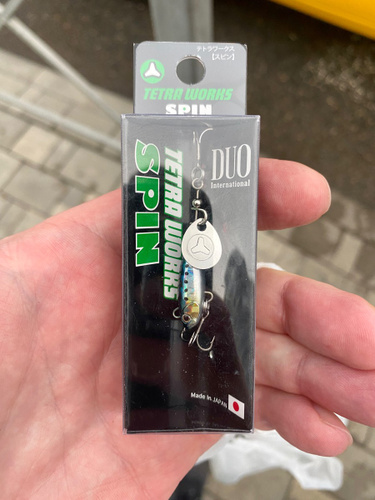 テトラワークス
【スピン】
TETRA WORKS
SPIN
DUO
International
TETRA WORKS
SPIN
Made in JAPAN